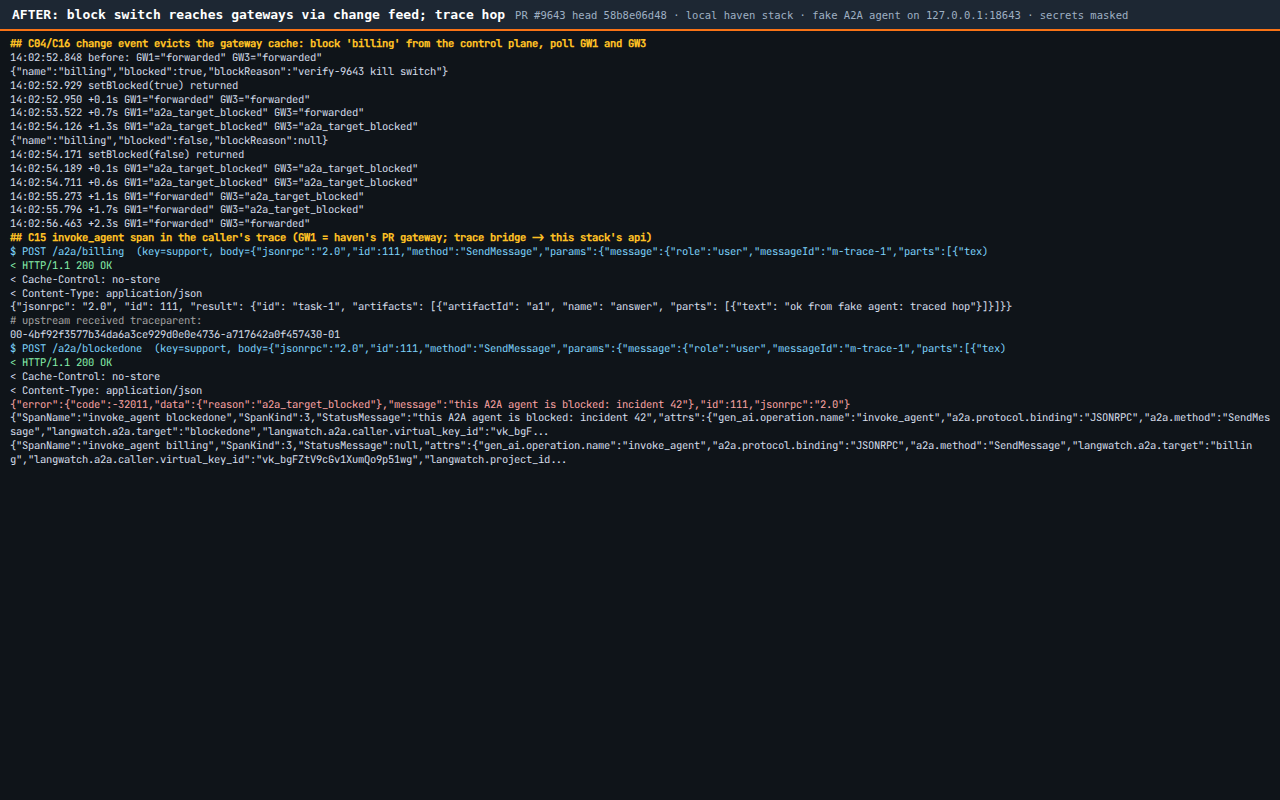 AFTER: block switch reaches gateways via change feed; trace hop PR #9643 head 58b8e06d48 · local haven stack · fake A2A agent on 127.0.0.1:18643 · secrets masked
## C04/C16 change event evicts the gateway cache: block 'billing' from the control plane, poll GW1 and GW3
14:02:52.848 before: GW1="forwarded" GW3="forwarded"
{"name":"billing","blocked":true,"blockReason":"verify-9643 kill switch"}
14:02:52.929 setBlocked(true) returned
14:02:52.950 +0.1s GW1="forwarded" GW3="forwarded"
14:02:53.522 +0.7s GW1="a2a_target_blocked" GW3="forwarded"
14:02:54.126 +1.3s GW1="a2a_target_blocked" GW3="a2a_target_blocked"
{"name":"billing","blocked":false,"blockReason":null}
14:02:54.171 setBlocked(false) returned
14:02:54.189 +0.1s GW1="a2a_target_blocked" GW3="a2a_target_blocked"
14:02:54.711 +0.6s GW1="a2a_target_blocked" GW3="a2a_target_blocked"
14:02:55.273 +1.1s GW1="forwarded" GW3="a2a_target_blocked"
14:02:55.796 +1.7s GW1="forwarded" GW3="a2a_target_blocked"
14:02:56.463 +2.3s GW1="forwarded" GW3="forwarded"
## C15 invoke_agent span in the caller's trace (GW1 = haven's PR gateway; trace bridge -> this stack's api)
$ POST /a2a/billing  (key=support, body={"jsonrpc":"2.0","id":111,"method":"SendMessage","params":{"message":{"role":"user","messageId":"m-trace-1","parts":[{"tex)
< HTTP/1.1 200 OK
< Cache-Control: no-store
< Content-Type: application/json
{"jsonrpc": "2.0", "id": 111, "result": {"id": "task-1", "artifacts": [{"artifactId": "a1", "name": "answer", "parts": [{"text": "ok from fake agent: traced hop"}]}]}}
# upstream received traceparent:
00-4bf92f3577b34da6a3ce929d0e0e4736-a717642a0f457430-01
$ POST /a2a/blockedone  (key=support, body={"jsonrpc":"2.0","id":111,"method":"SendMessage","params":{"message":{"role":"user","messageId":"m-trace-1","parts":[{"tex)
< HTTP/1.1 200 OK
< Cache-Control: no-store
< Content-Type: application/json
{"error":{"code":-32011,"data":{"reason":"a2a_target_blocked"},"message":"this A2A agent is blocked: incident 42"},"id":111,"jsonrpc":"2.0"}
{"SpanName":"invoke_agent blockedone","SpanKind":3,"StatusMessage":"this A2A agent is blocked: incident 42","attrs":{"gen_ai.operation.name":"invoke_agent","a2a.protocol.binding":"JSONRPC","a2a.method":"SendMes
sage","langwatch.a2a.target":"blockedone","langwatch.a2a.caller.virtual_key_id":"vk_bgF...
{"SpanName":"invoke_agent billing","SpanKind":3,"StatusMessage":null,"attrs":{"gen_ai.operation.name":"invoke_agent","a2a.protocol.binding":"JSONRPC","a2a.method":"SendMessage","langwatch.a2a.target":"billin
g","langwatch.a2a.caller.virtual_key_id":"vk_bgFZtV9cGv1XumQo9p51wg","langwatch.project_id...